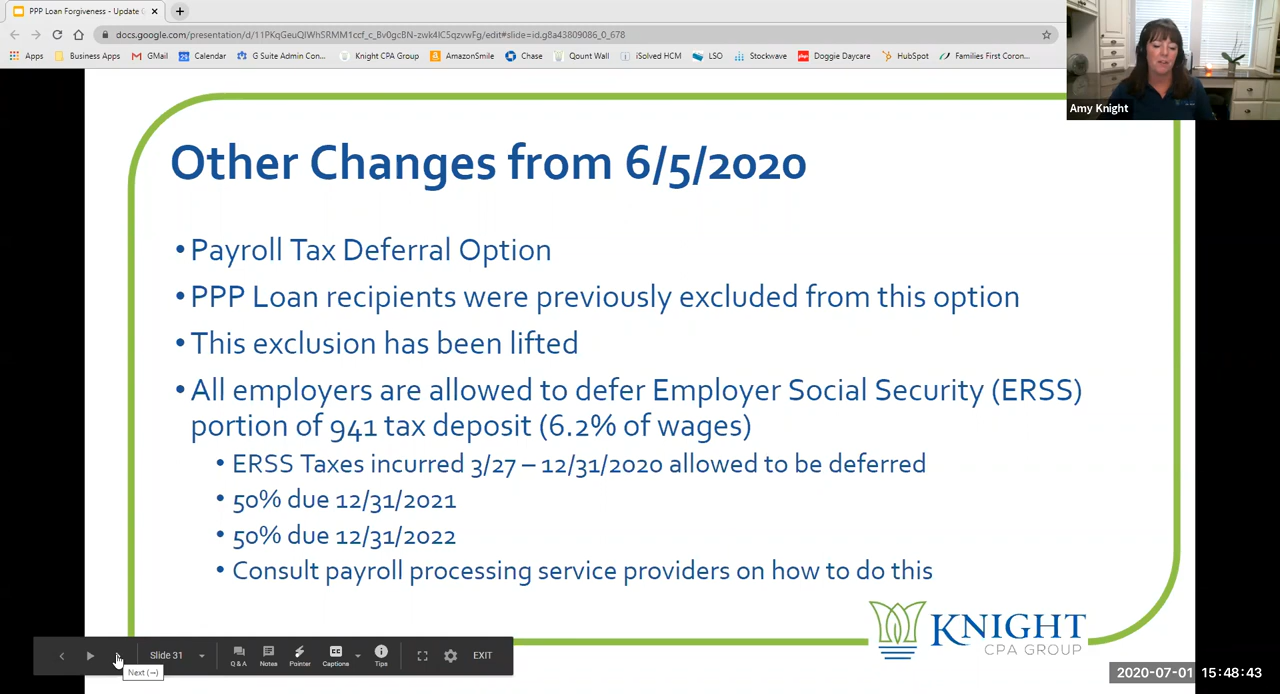 PPP Loan Forgiveness - Update
docs.google.com/presentation/d/11PKqGeuQIWhSRMM1ccf_c_Bv0gcBN-zwk4IC5qzvwFg/edit#slide=id.g8a43809086_0_678
Apps Business Apps GMail Calendar G Suite Admin Con... Knight CPA Group AmazonSmile Chase Qount Wall iSolved HCM LSO Stockwave Doggie Daycare HubSpot Families First Coron...
Amy Knight
Other Changes from 6/5/2020
• Payroll Tax Deferral Option
• PPP Loan recipients were previously excluded from this option
• This exclusion has been lifted
• All employers are allowed to defer Employer Social Security (ERSS)
portion of 941 tax deposit (6.2% of wages)
• ERSS Taxes incurred 3/27 – 12/31/2020 allowed to be deferred
• 50% due 12/31/2021
• 50% due 12/31/2022
• Consult payroll processing service providers on how to do this
KNIGHT
CPA GROUP
Slide 31 Q & A Notes Pointer Captions Tips EXIT
Next (→)
2020-07-01 15:48:43